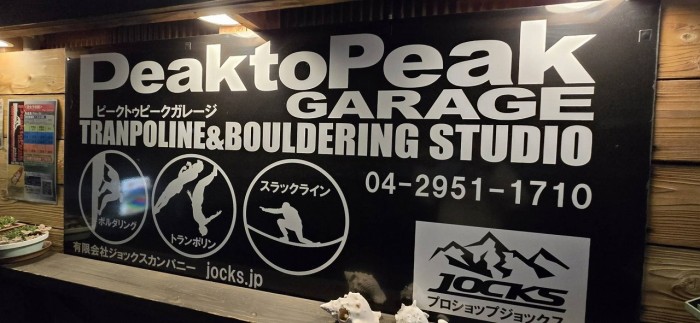 PeaktoPeak
GARAGE
ピークトゥピークガレージ
TRANPOLINE&BOULDERING STUDIO
ボルダリング
トランポリン
スラックライン
04-2951-1710
有限会社ジョックスカンパニー jocks.jp
JOCKS
プロショップジョックス